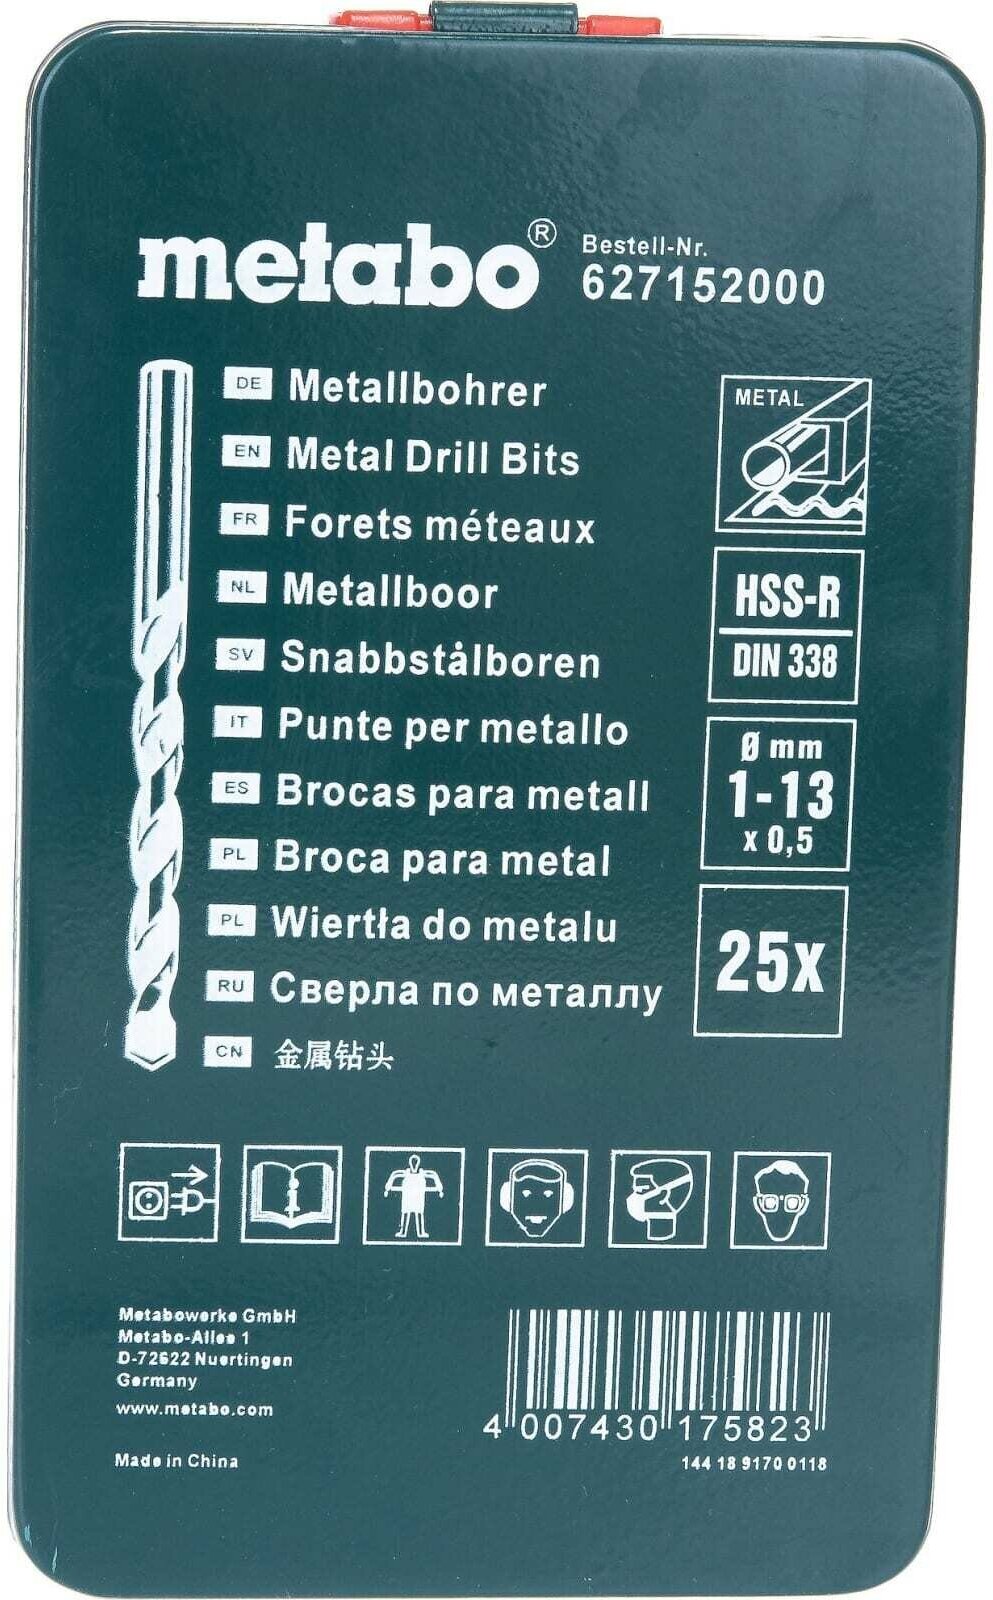 metabo®
Bestell-Nr.
627152000
DE Metallbohrer
EN Metal Drill Bits
FR Forets méteaux
NL Metallboor
SV Snabbstålboren
IT Punte per metallo
ES Brocas para metall
PL Broca para metal
PL Wiertła do metalu
RU Сверла по металлу
CN 金属钻头
METAL
HSS-R
DIN 338
Ø mm
1-13
x 0,5
25x
Metabowerke GmbH
Metabo-Allee 1
D-72622 Nuertingen
Germany
www.metabo.com
Made in China
4 007430 175823
144 18 9170 0118